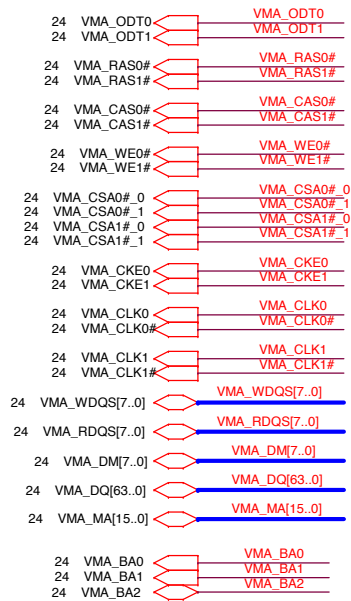 24 VMA_ODT0 VMA_ODT0
24 VMA_ODT1 VMA_ODT1
24 VMA_RAS0# VMA_RAS0#
24 VMA_RAS1# VMA_RAS1#
24 VMA_CAS0# VMA_CAS0#
24 VMA_CAS1# VMA_CAS1#
24 VMA_WE0# VMA_WE0#
24 VMA_WE1# VMA_WE1#
24 VMA_CSA0#_0 VMA_CSA0#_0
24 VMA_CSA0#_1 VMA_CSA0#_1
24 VMA_CSA1#_0 VMA_CSA1#_0
24 VMA_CSA1#_1 VMA_CSA1#_1
24 VMA_CKE0 VMA_CKE0
24 VMA_CKE1 VMA_CKE1
24 VMA_CLK0 VMA_CLK0
24 VMA_CLK0# VMA_CLK0#
24 VMA_CLK1 VMA_CLK1
24 VMA_CLK1# VMA_CLK1#
24 VMA_WDQS[7..0] VMA_WDQS[7..0]
24 VMA_RDQS[7..0] VMA_RDQS[7..0]
24 VMA_DM[7..0] VMA_DM[7..0]
24 VMA_DQ[63..0] VMA_DQ[63..0]
24 VMA_MA[15..0] VMA_MA[15..0]
24 VMA_BA0 VMA_BA0
24 VMA_BA1 VMA_BA1
24 VMA_BA2 VMA_BA2